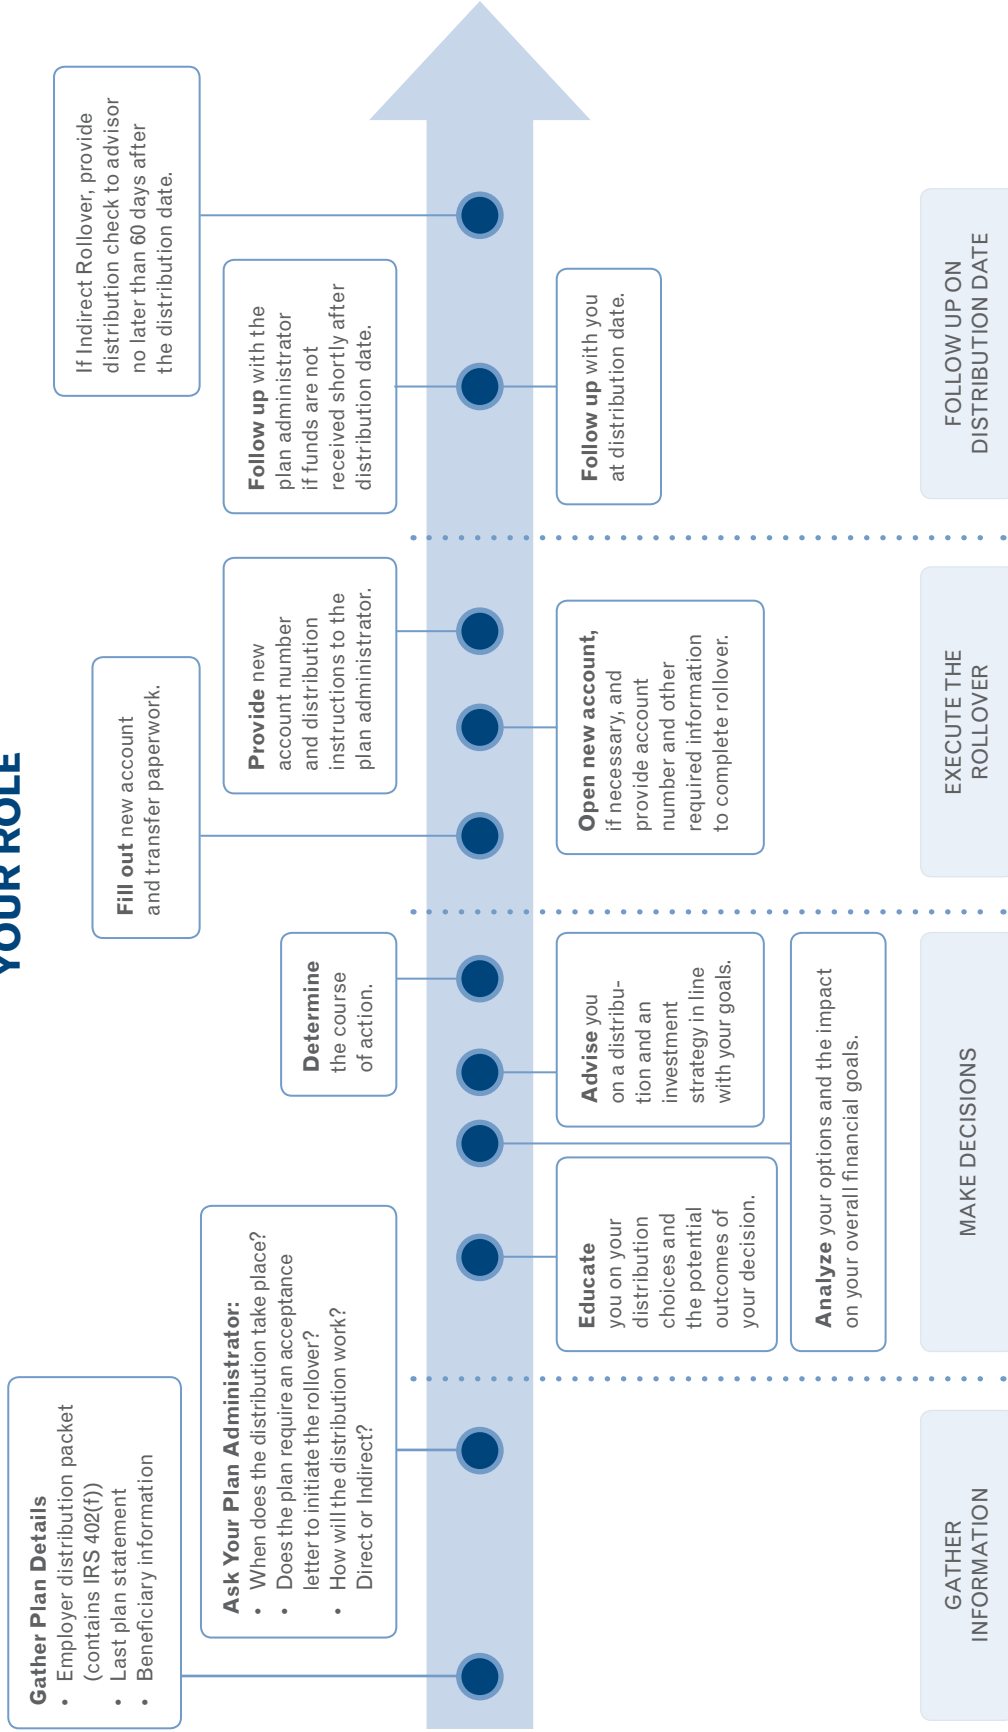 YOUR ROLE
Gather Plan Details
• Employer distribution packet
(contains IRS 402(f))
• Last plan statement
• Beneficiary information
Ask Your Plan Administrator:
• When does the distribution take place?
• Does the plan require an acceptance
letter to initiate the rollover?
• How will the distribution work?
Direct or Indirect?
Determine
the course
of action.
Fill out new account
and transfer paperwork.
Provide new
account number
and distribution
instructions to the
plan administrator.
Follow up with the
plan administrator
if funds are not
received shortly after
distribution date.
If Indirect Rollover, provide
distribution check to advisor
no later than 60 days after
the distribution date.
Educate
you on your
distribution
choices and
the potential
outcomes of
your decision.
Analyze your options and the impact
on your overall financial goals.
Advise you
on a distribu-
tion and an
investment
strategy in line
with your goals.
Open new account,
if necessary, and
provide account
number and other
required information
to complete rollover.
Follow up with you
at distribution date.
GATHER
INFORMATION
MAKE DECISIONS
EXECUTE THE
ROLLOVER
FOLLOW UP ON
DISTRIBUTION DATE